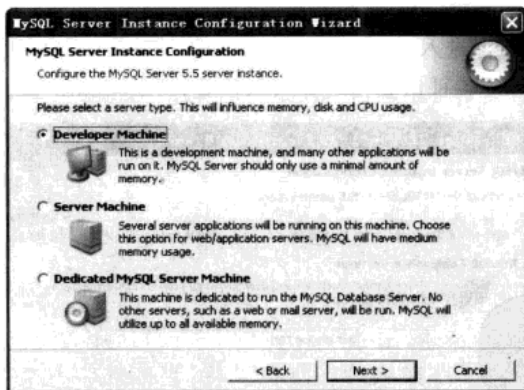 MySQL Server Instance Configuration Wizard
MySQL Server Instance Configuration
Configure the MySQL Server 5.5 server instance.
Please select a server type. This will influence memory, disk and CPU usage.
Developer Machine
This is a development machine, and many other applications will be
run on it. MySQL Server should only use a minimal amount of
memory.
Server Machine
Several server applications will be running on this machine. Choose
this option for web/application servers. MySQL will have medium
memory usage.
Dedicated MySQL Server Machine
This machine is dedicated to run the MySQL Database Server. No
other servers, such as a web or mail server, will be run. MySQL will
utilize up to all available memory.
< Back
Next >
Cancel